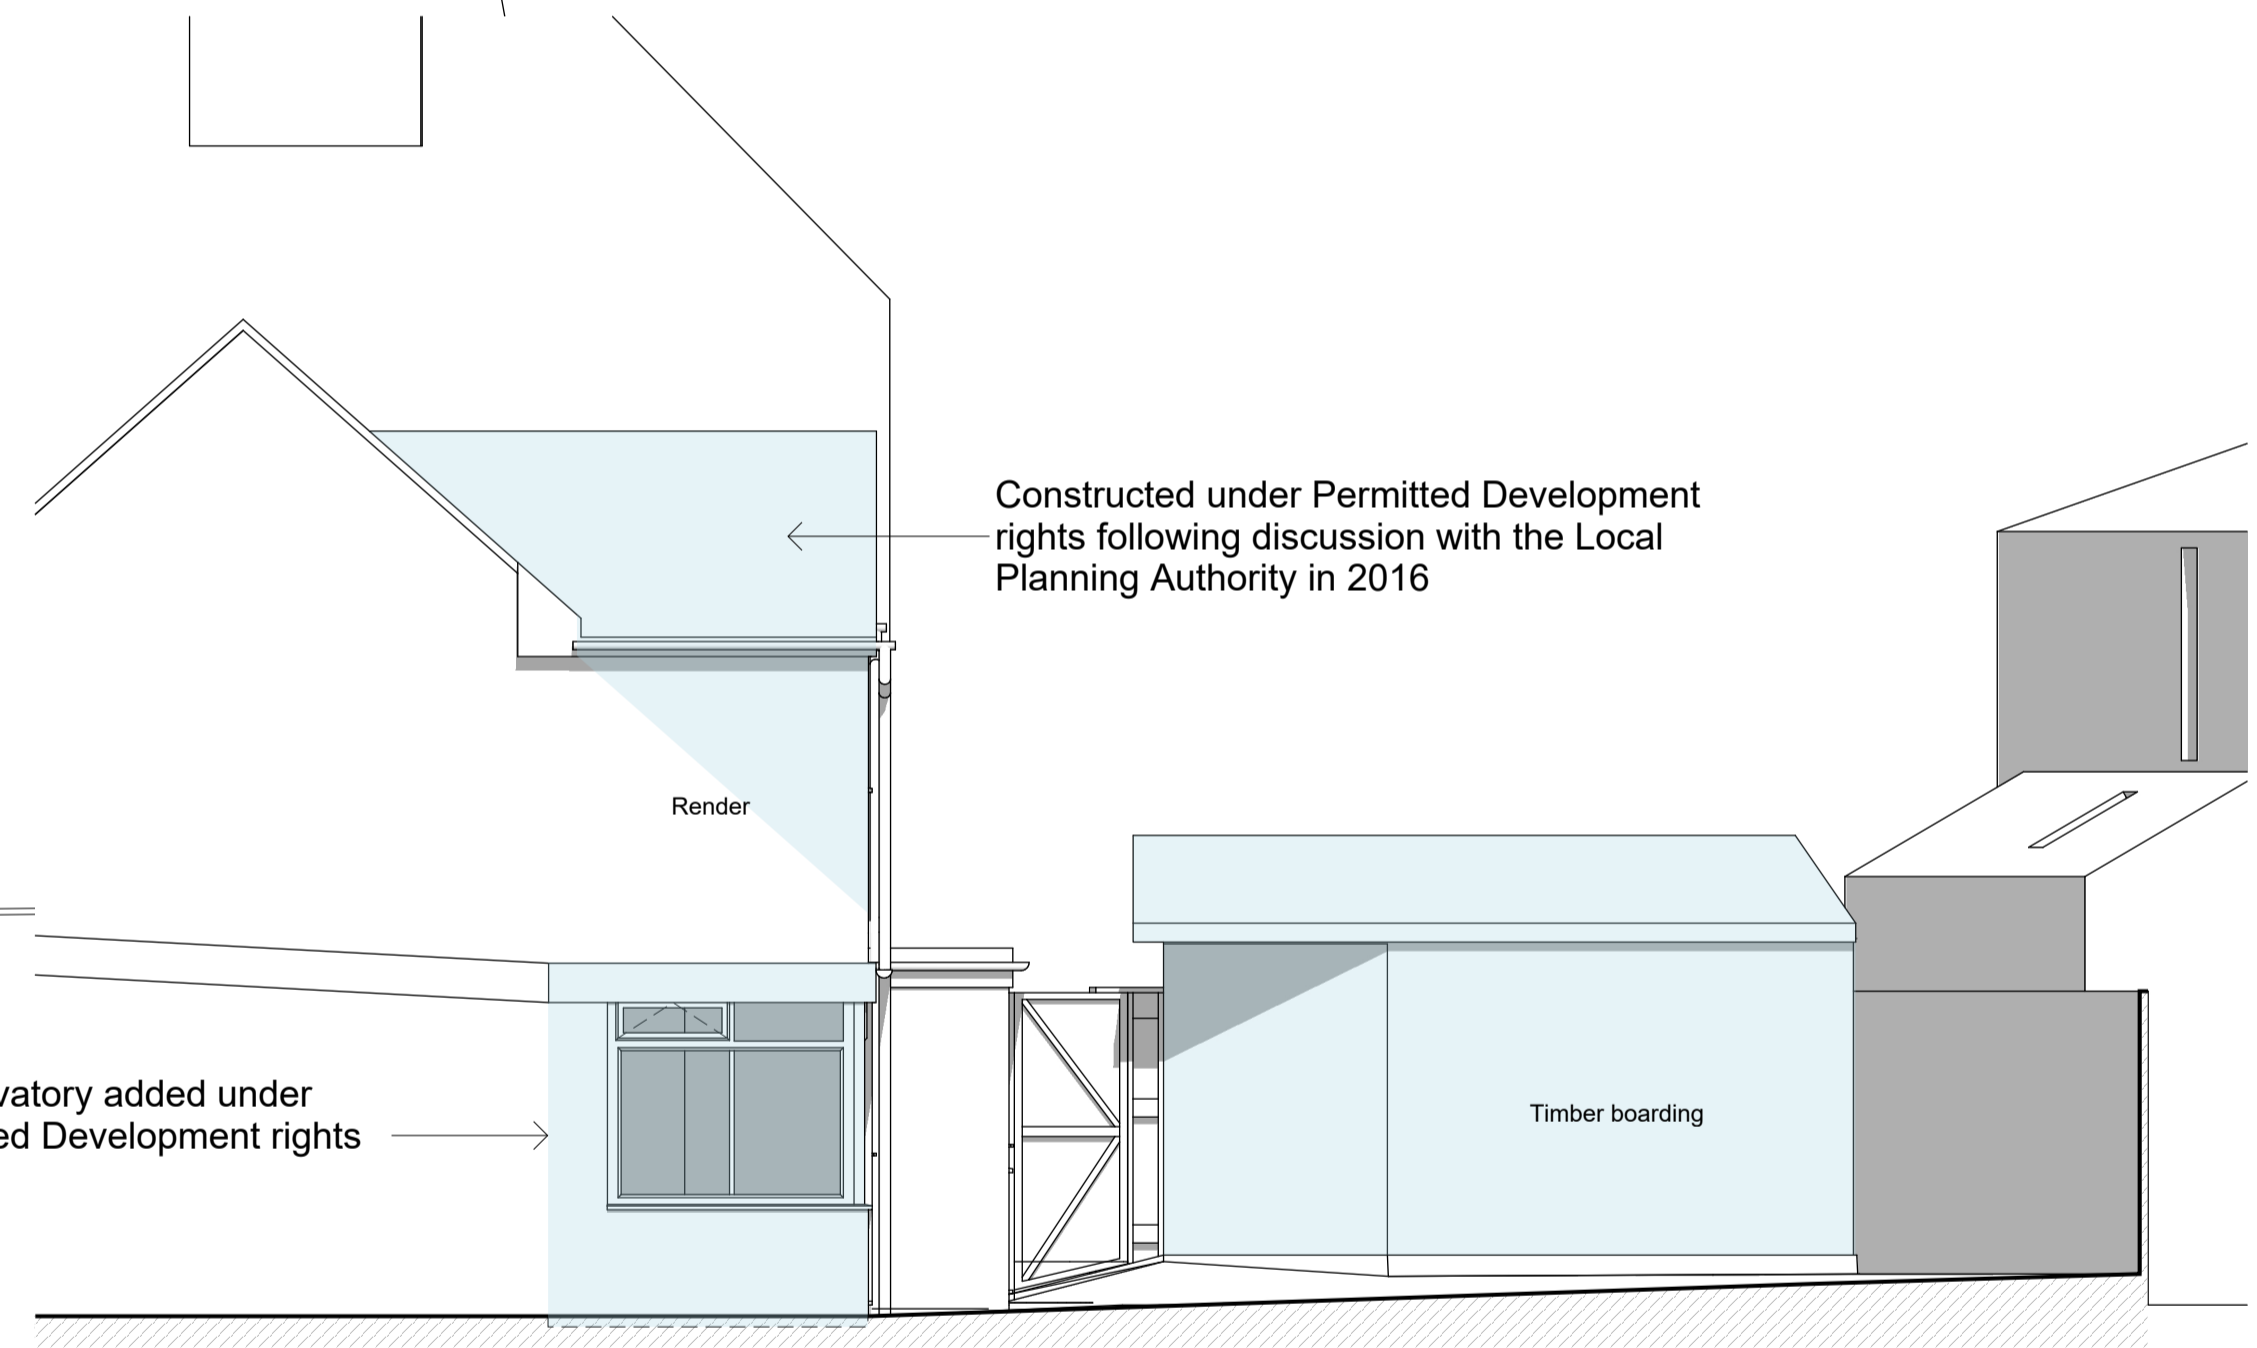 Constructed under Permitted Development
rights following discussion with the Local
Planning Authority in 2016
Render
vatory added under
ed Development rights
Timber boarding